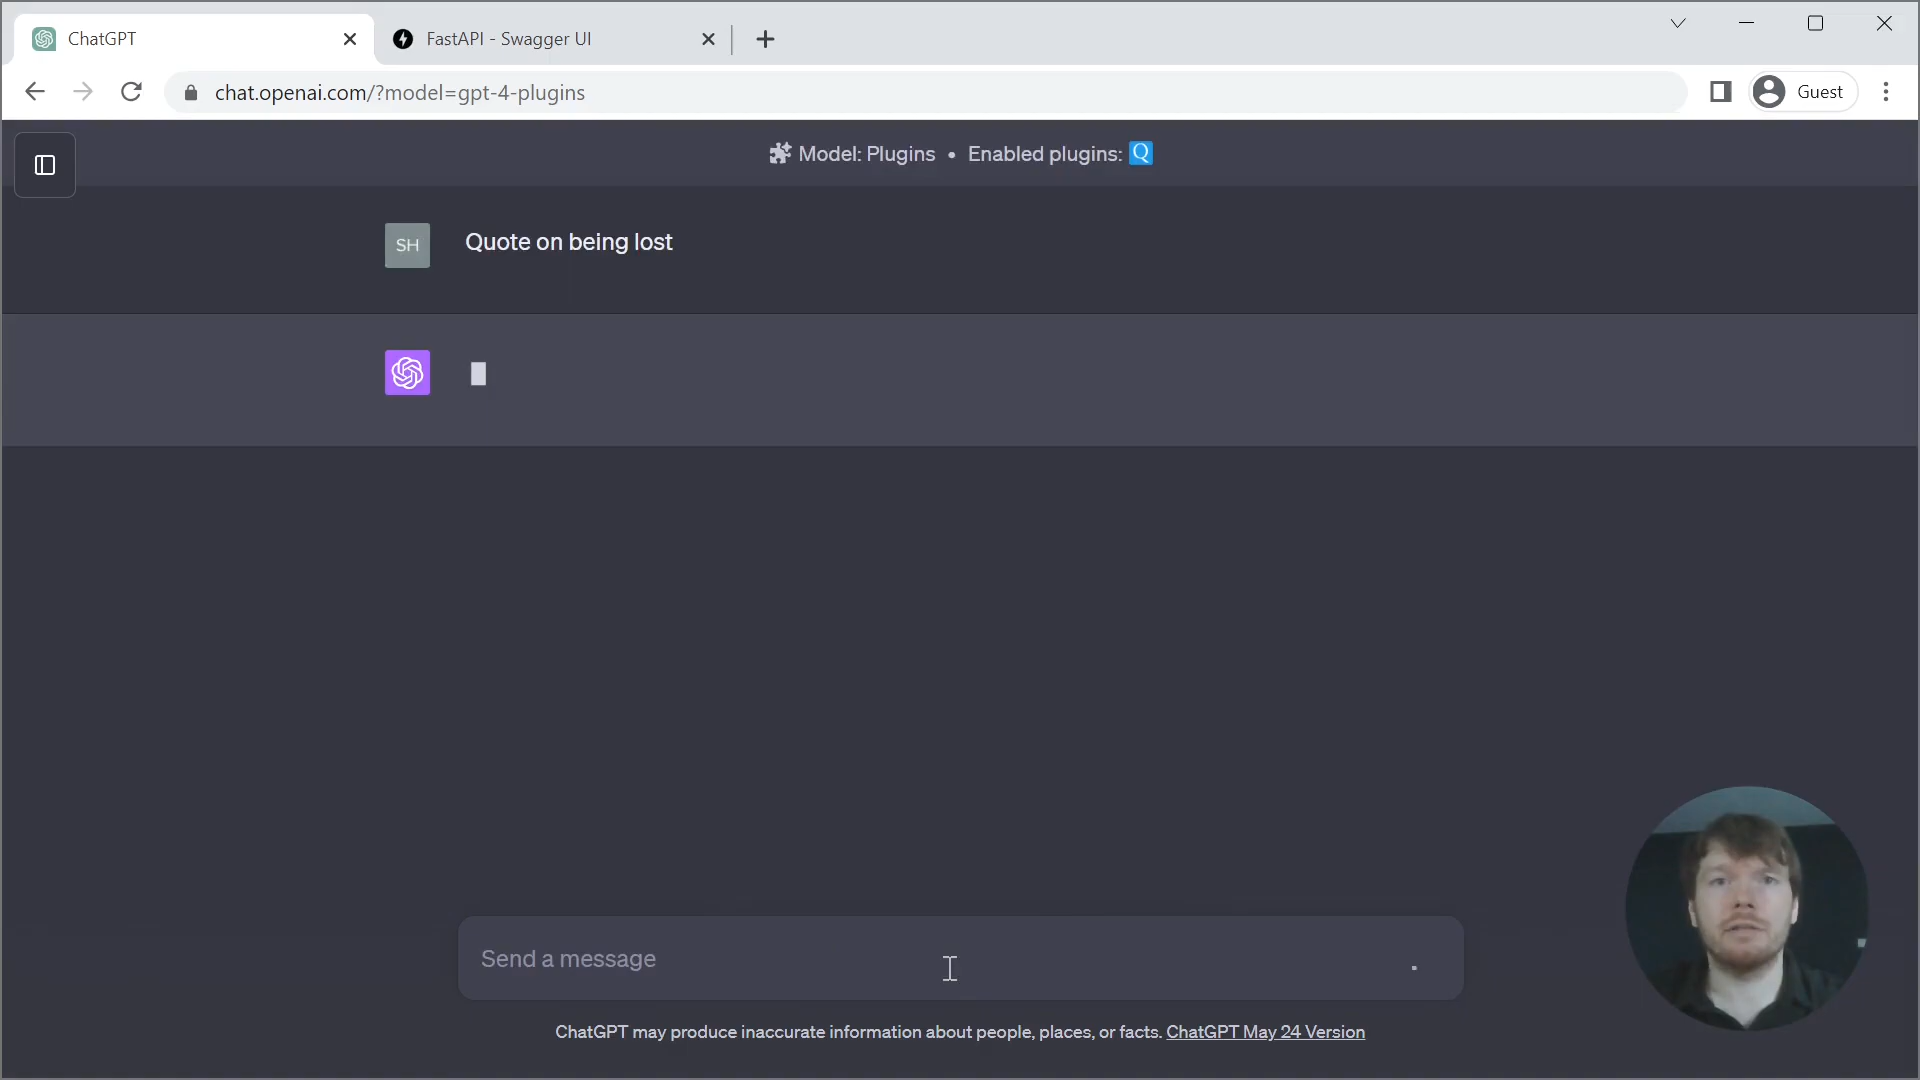 ChatGPT
FastAPI - Swagger UI
chat.openai.com/?model=gpt-4-plugins
Guest
Model: Plugins • Enabled plugins: Q
SH
Quote on being lost
Send a message
ChatGPT may produce inaccurate information about people, places, or facts. ChatGPT May 24 Version